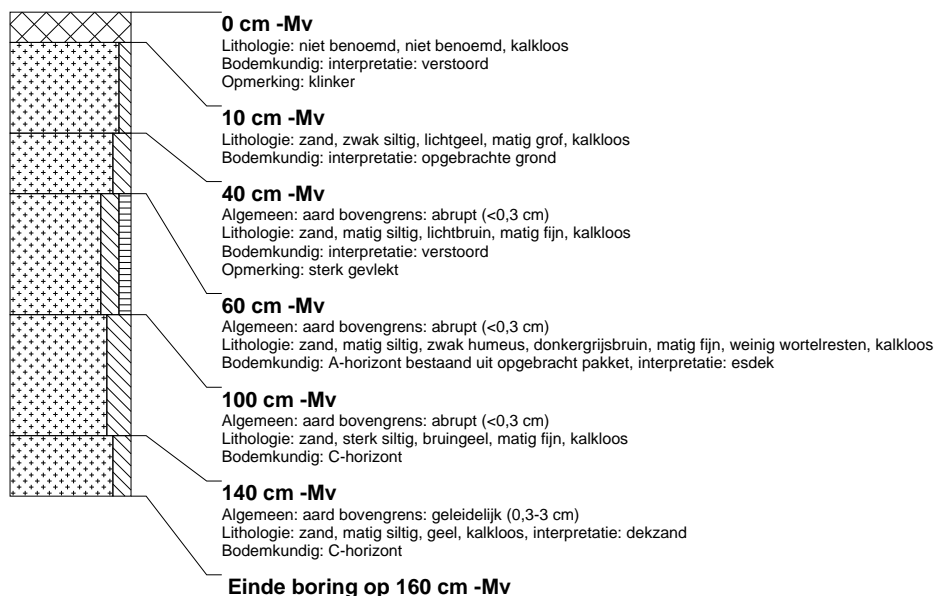 0 cm -Mv
Lithologie: niet benoemd, niet benoemd, kalkloos
Bodemkundig: interpretatie: verstoord
Opmerking: klinker
10 cm -Mv
Lithologie: zand, zwak siltig, lichtgeel, matig grof, kalkloos
Bodemkundig: interpretatie: opgebrachte grond
40 cm -Mv
Algemeen: aard bovengrens: abrupt (<0,3 cm)
Lithologie: zand, matig siltig, lichtbruin, matig fijn, kalkloos
Bodemkundig: interpretatie: verstoord
Opmerking: sterk gevlekt
60 cm -Mv
Algemeen: aard bovengrens: abrupt (<0,3 cm)
Lithologie: zand, matig siltig, zwak humeus, donkergrijsbruin, matig fijn, weinig wortelresten, kalkloos
Bodemkundig: A-horizont bestaand uit opgebracht pakket, interpretatie: esdek
100 cm -Mv
Algemeen: aard bovengrens: abrupt (<0,3 cm)
Lithologie: zand, sterk siltig, bruingeel, matig fijn, kalkloos
Bodemkundig: C-horizont
140 cm -Mv
Algemeen: aard bovengrens: geleidelijk (0,3-3 cm)
Lithologie: zand, matig siltig, geel, kalkloos, interpretatie: dekzand
Bodemkundig: C-horizont
Einde boring op 160 cm -Mv